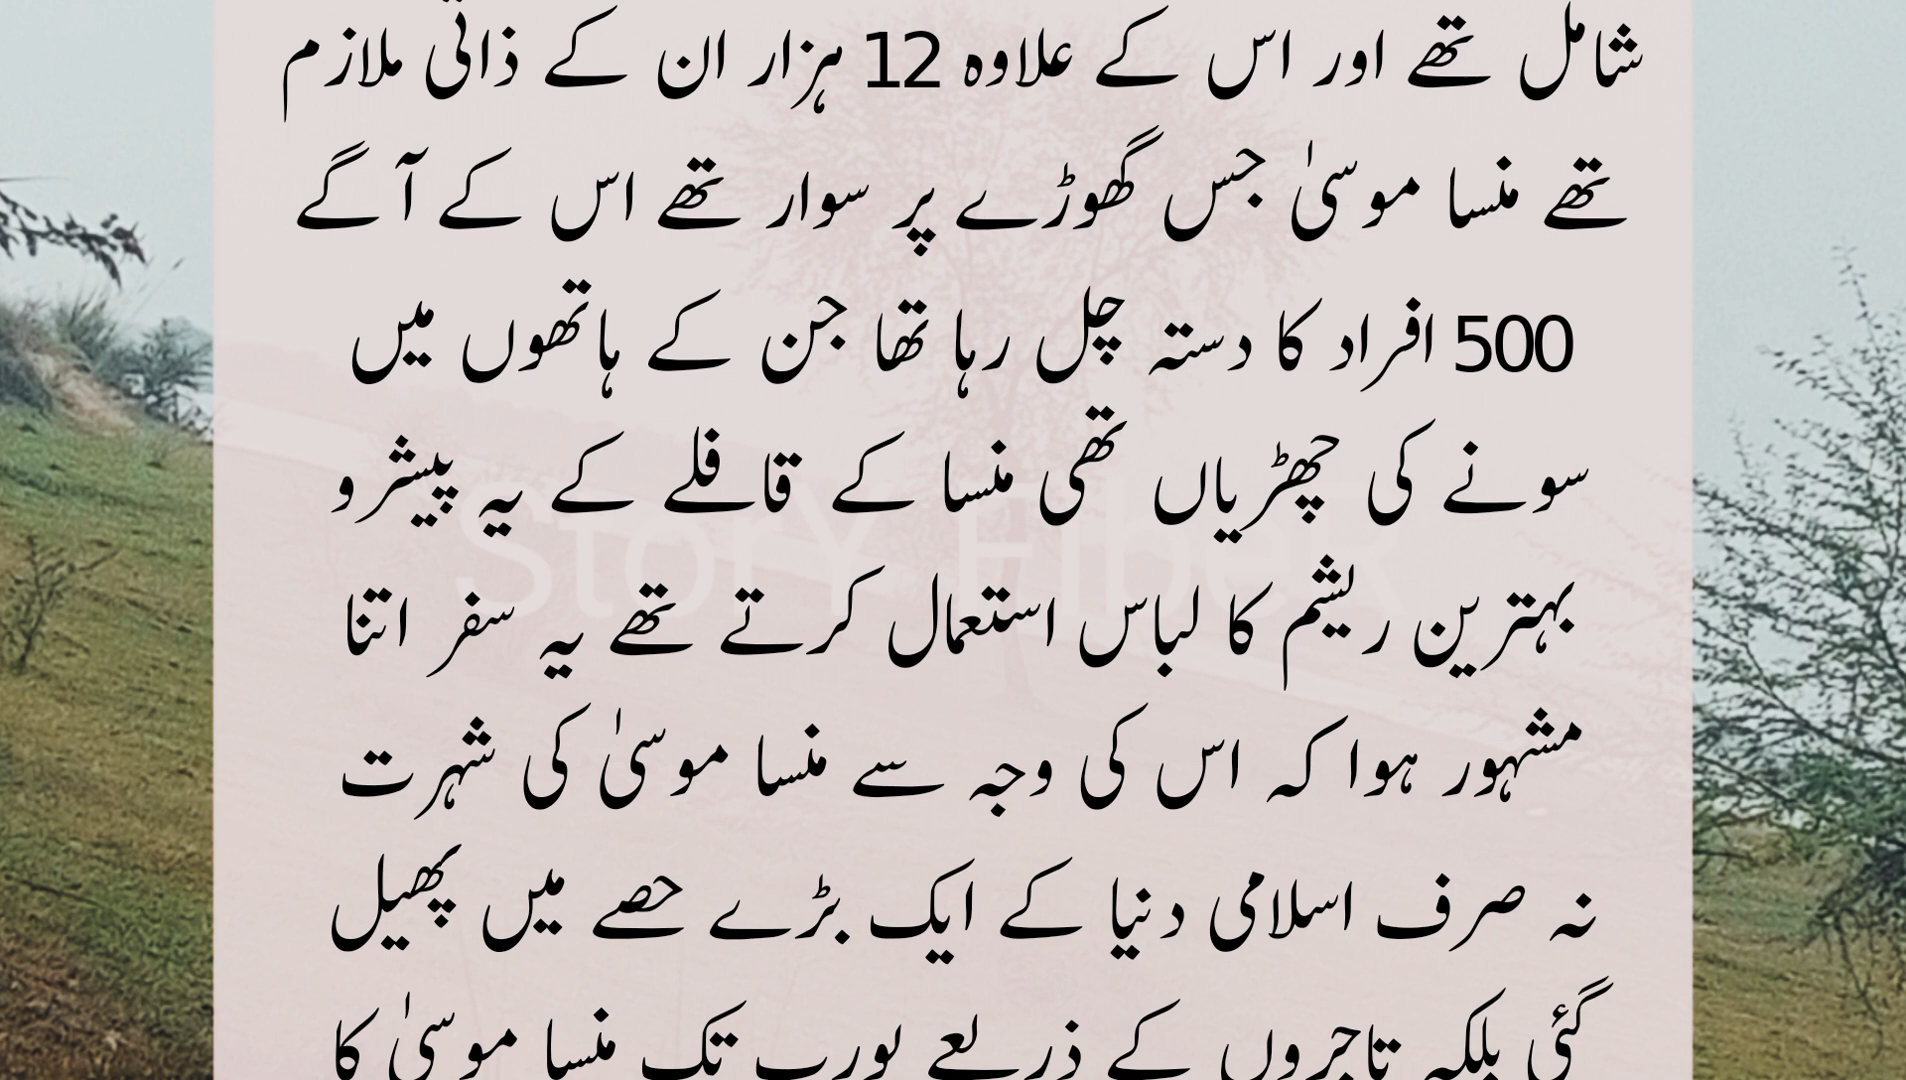 شامل تھے اور اس کے علاوہ 12 ہزار ان کے ذاتی ملازم
تھے منسا موسیٰ جس گھوڑے پر سوار تھے اس کے آگے
500 افراد کا دستہ چل رہا تھا جن کے ہاتھوں میں
سونے کی چھڑیاں تھی منسا کے قافلے کے یہ پیشرو
Story Fiber
بہترین ریشم کا لباس استعمال کرتے تھے یہ سفر اتنا
مشہور ہوا کہ اس کی وجہ سے منسا موسیٰ کی شہرت
نہ صرف اسلامی دنیا کے ایک بڑے حصے میں پھیل
گئی بلکہ تاجروں کے ذریعے یورپ تک منسا موسیٰ کا